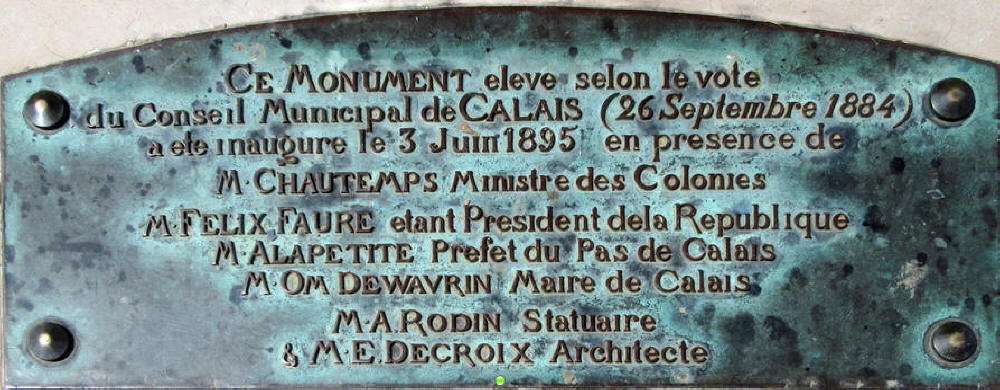 CE MONUMENT eleve selon le vote
du Conseil Municipal de CALAIS (26 Septembre 1884)
a ete inaugure le 3 Juin 1895 en presence de
M. CHAUTEMPS Ministre des Colonies
M. FELIX FAURE etant President de la Republique
M. ALAPETITE Prefet du Pas de Calais
M. OM DEWAVRIN Maire de Calais
M. A. RODIN Statuaire
& M. E. DECROIX Architecte